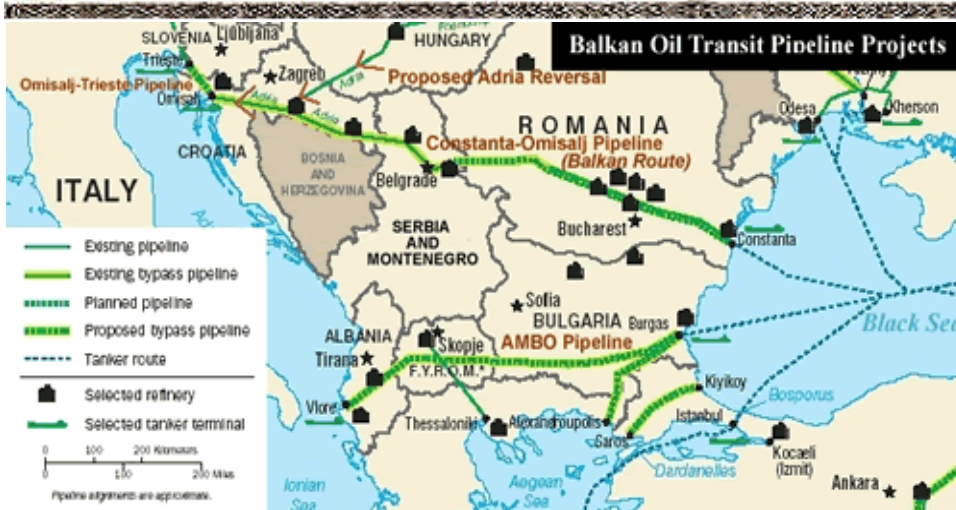 Balkan Oil Transit Pipeline Projects
SLOVENIA
Ljubljana
HUNGARY
Trieste
Zagreb
Adria
Proposed Adria Reversal
Omisalj-Trieste Pipeline
Omisalj
Adria
Adria
Odesa
Kherson
ROMANIA
CROATIA
Constanta-Omisalj Pipeline
(Balkan Route)
BOSNIA
AND
HERZEGOVINA
Belgrade
ITALY
Bucharest
SERBIA
AND
MONTENEGRO
Constanta
Existing pipeline
Existing bypass pipeline
Planned pipeline
Proposed bypass pipeline
Tanker route
Selected refinery
Selected tanker terminal
0 100 200 Kilometers
0 100 200 Miles
Pipeline alignments are approximate.
Sofia
BULGARIA
Burgas
Black Sea
ALBANIA
Skopje
AMBO Pipeline
Tirana
F.Y.R.O.M.*
Kiyikoy
Bosporus
Vlore
Thessaloniki
Alexandroupolis
Istanbul
Saros
Kocaeli
(Izmit)
Dardanelles
Ionian
Sea
Aegean
Sea
Ankara